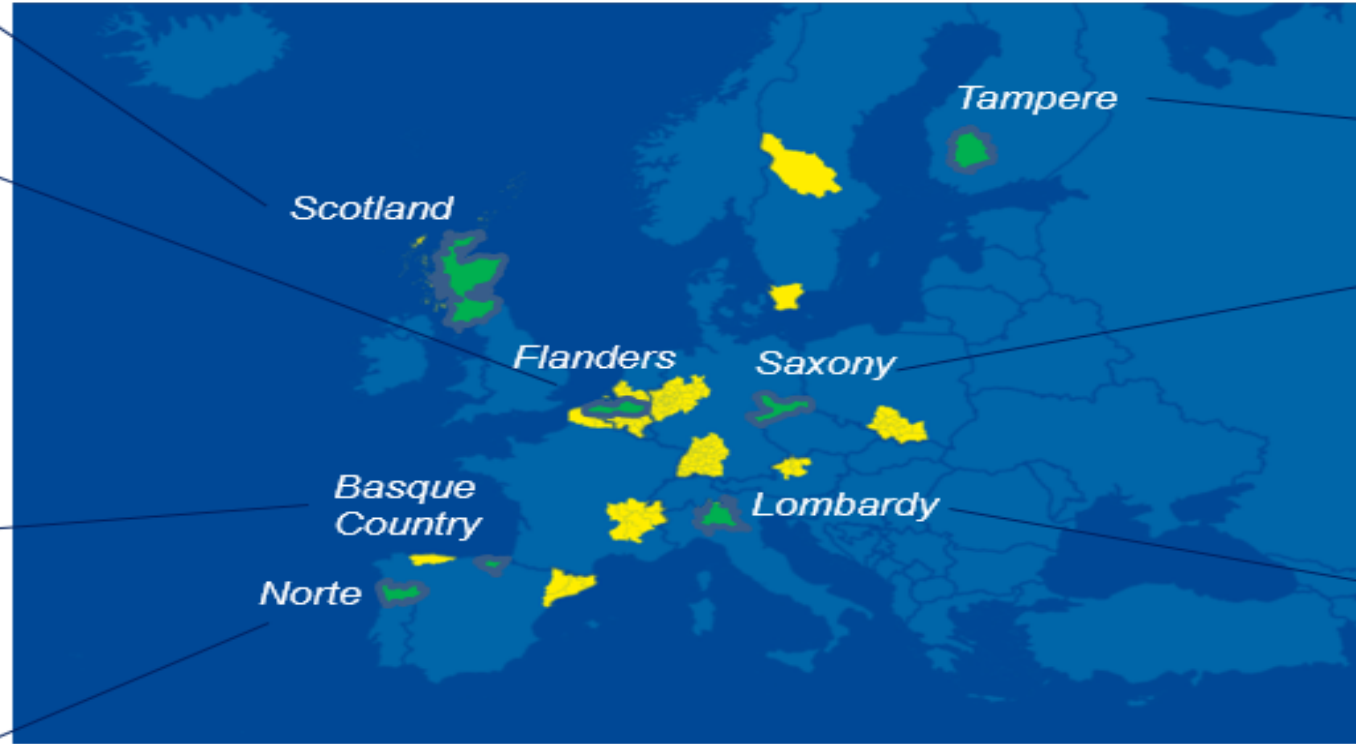 Tampere
Scotland
Flanders
Saxony
Basque
Country
Lombardy
Norte